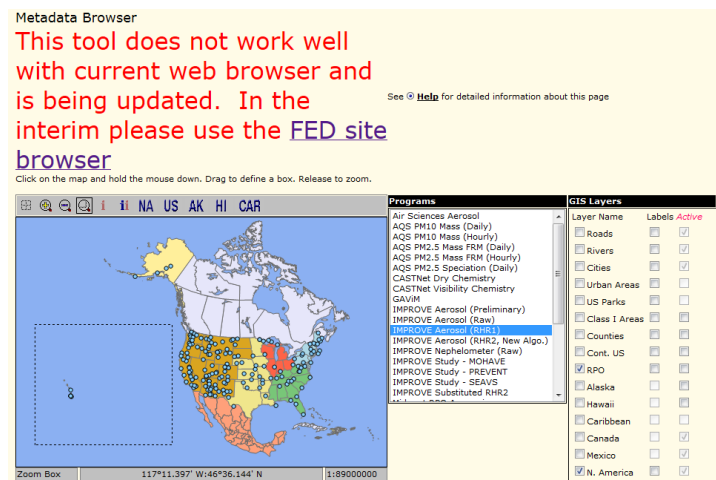 Metadata Browser
This tool does not work well
with current web browser and
is being updated.  In the
interim please use the FED site
browser
See Help for detailed information about this page
Click on the map and hold the mouse down. Drag to define a box. Release to zoom.
i ii NA US AK HI CAR
Programs
Air Sciences Aerosol
AQS PM10 Mass (Daily)
AQS PM10 Mass (Hourly)
AQS PM2.5 Mass FRM (Daily)
AQS PM2.5 Mass FRM (Hourly)
AQS PM2.5 Speciation (Daily)
CASTNet Dry Chemistry
CASTNet Visibility Chemistry
GAViM
IMPROVE Aerosol (Preliminary)
IMPROVE Aerosol (Raw)
IMPROVE Aerosol (RHR1)
IMPROVE Aerosol (RHR2, New Algo.)
IMPROVE Nephelometer (Raw)
IMPROVE Study - MOHAVE
IMPROVE Study - PREVENT
IMPROVE Study - SEAVS
IMPROVE Substituted RHR2
GIS Layers
Layer Name Labels Active
Roads
Rivers
Cities
Urban Areas
US Parks
Class I Areas
Counties
Cont. US
RPO
Alaska
Hawaii
Caribbean
Canada
Mexico
N. America
Zoom Box 117°11.397' W:46°36.144' N 1:89000000